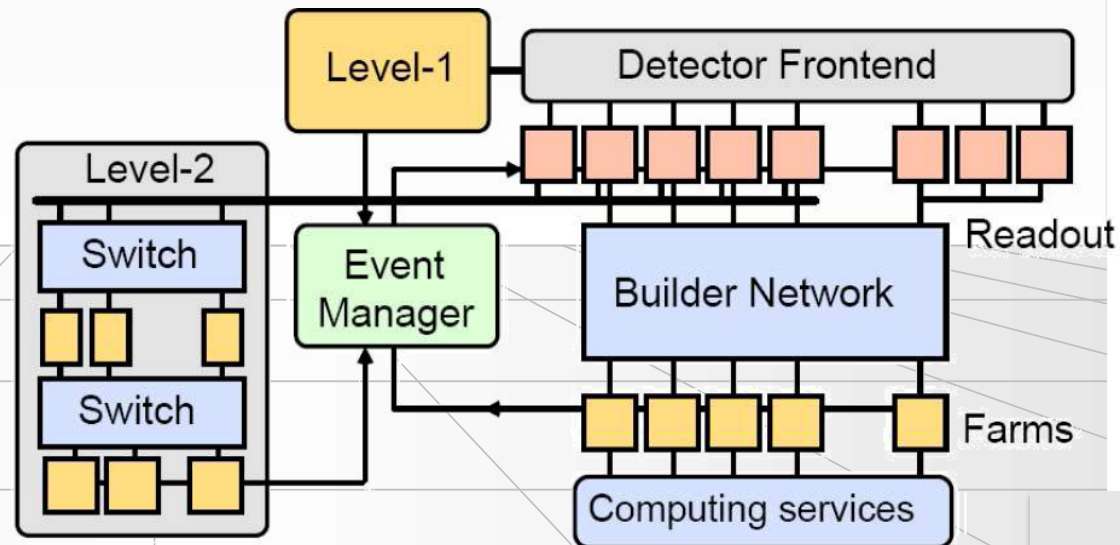 Level-1
Detector Frontend
Level-2
Switch
Event
Manager
Readout
Builder Network
Switch
Farms
Computing services